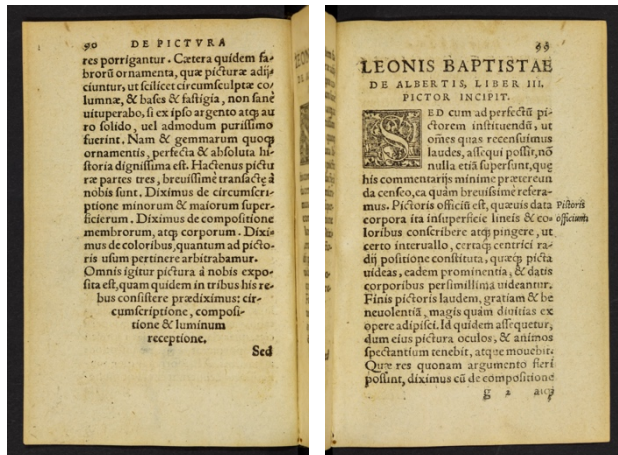 90 DE PICTVRA
res porrigantur. Cætera quidem fa-
brorũ ornamenta, quæ picturæ adij-
ciuntur, ut scilicet circumsculptæ co-
lumnæ, & bases & fastigia, non sanè
uituperabo, si ex ipso argento atq; au
ro solido, uel admodum purissimo
fuerint. Nam & gemmarum quoq;
ornamentis, perfecta & absoluta hi-
storia dignissima est. Hactenus pictu
ræ partes tres, breuissimè transactę à
nobis sunt. Diximus de circumscri-
ptione minorum & maiorum super-
ficierum. Diximus de compositione
membrorum, atq; corporum. Dixi-
mus de coloribus, quantum ad picto-
ris usum pertinere arbitrabamur.
Omnis igitur pictura à nobis expo-
sita est, quam quidem in tribus his re-
bus consistere prædiximus: cir-
cumscriptione, composi-
tione & luminum
receptione.
Sed
LEONIS BAPTISTAE
DE ALBERTIS, LIBER III.
PICTOR INCIPIT.
SED cum ad perfectũ pi-
ctorem instituendũ, ut
oẽs quas recensuimus
laudes, assequi possit, nõ
nulla etiã supersunt, quę
his commentarijs minime prætereun
da censeo, ea quàm breuissimè refera-
mus. Pictoris officiũ est, quæuis data
corpora ita insuperficie lineis & co-
loribus conscribere atq; pingere, ut
certo interuallo, certaq; centrici ra-
dij positione constituta, quæq; picta
uideas, eadem prominentia, & datis
corporibus persimillima uideantur.
Finis pictoris laudem, gratiam & be
neuolentiã, magis quàm diuitias ex
opere adipisci. Id quidem assequetur,
dum eius pictura oculos, & animos
spectantium tenebit, atque mouebit.
Quæ res quonam argumento fieri
possint, diximus cũ de compositione
g 2 atq;
Pictoris
officium